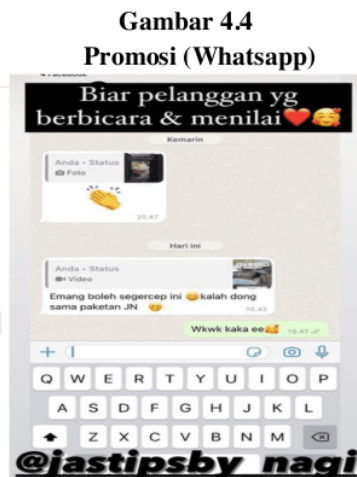 Gambar 4.4
Promosi (Whatsapp)
Facebook
Biar pelanggan yg
berbicara & menilai❤️🥰
Kemarin
Anda • Status
Foto
👏
20.47
Hari ini
Anda • Status
Video
Emang boleh segercep ini 😄kalah dong
sama paketan JN 🤭
10.43
Wkwk kaka ee🥰 10.47
Q W E R T Y U I O P
A S D F G H J K L
Z X C V B N M
@jastipsby_nagi